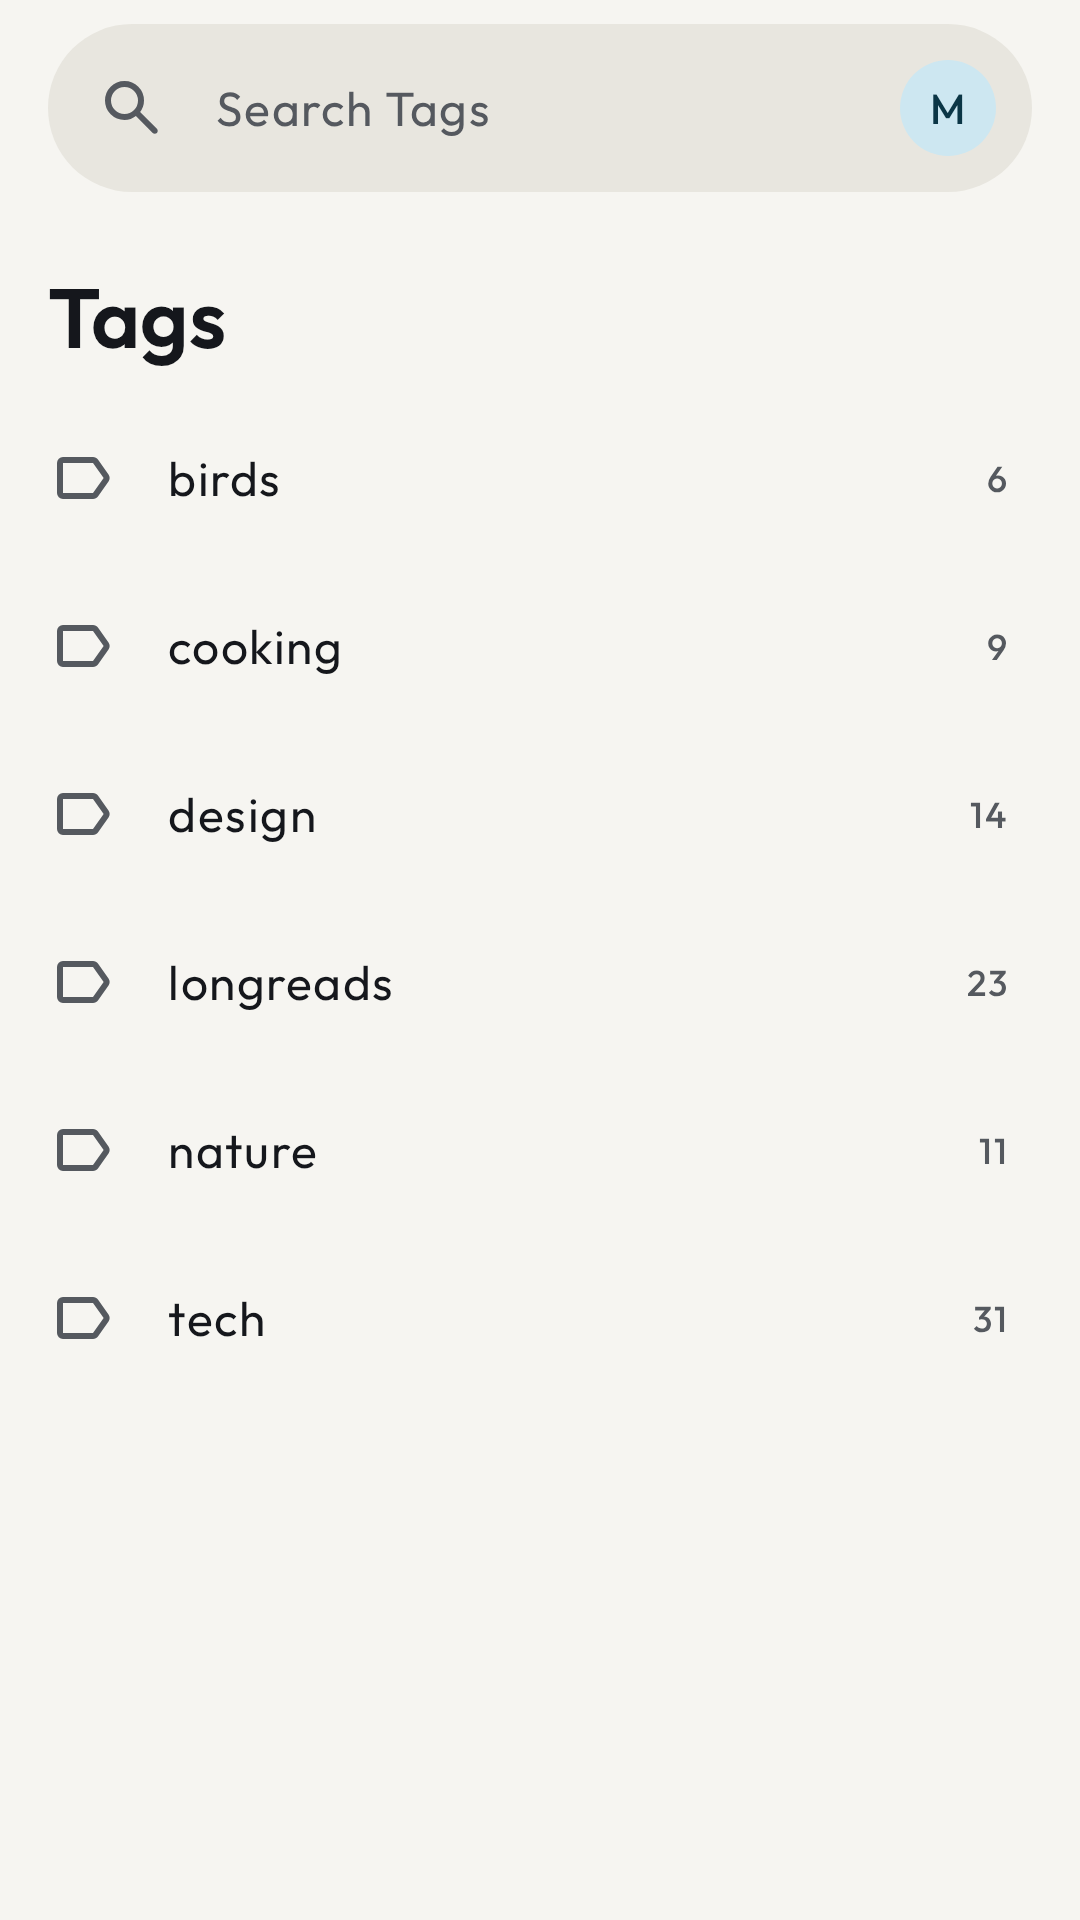 Search Tags
M
Tags
birds 6
cooking 9
design 14
longreads 23
nature 11
tech 31